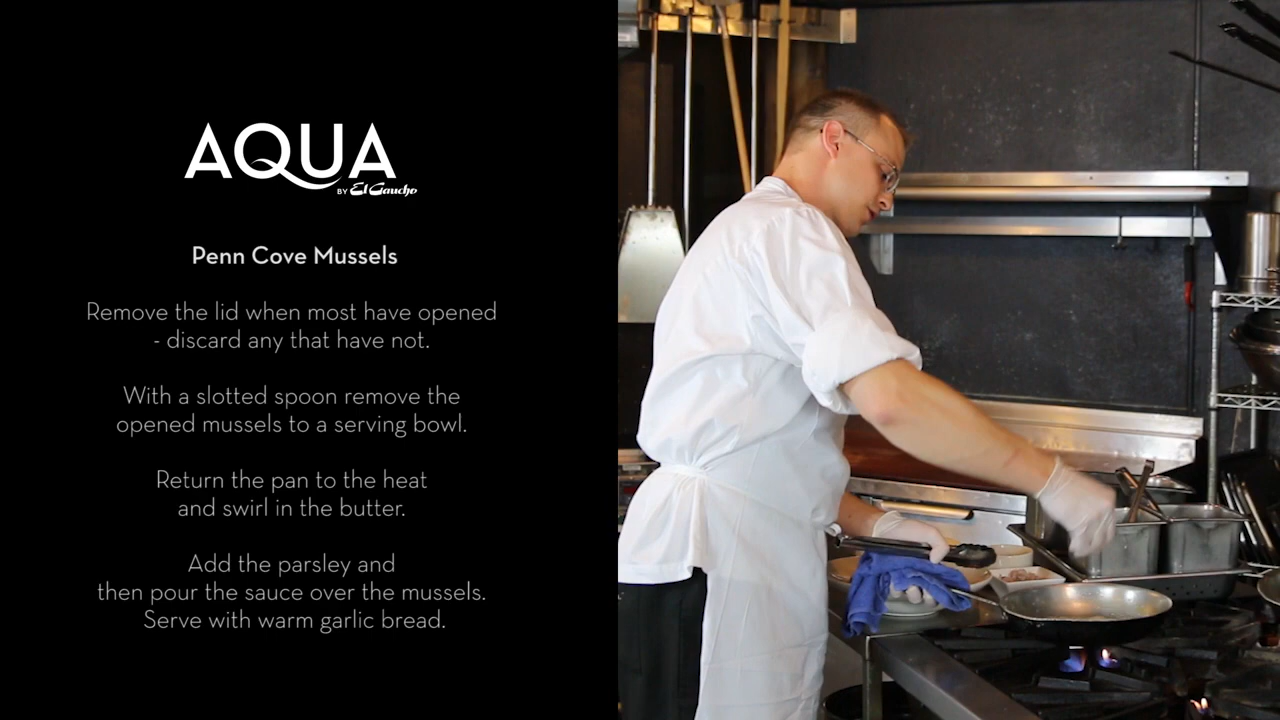 AQUA
BY El Gaucho
Penn Cove Mussels
Remove the lid when most have opened
- discard any that have not.
With a slotted spoon remove the
opened mussels to a serving bowl.
Return the pan to the heat
and swirl in the butter.
Add the parsley and
then pour the sauce over the mussels.
Serve with warm garlic bread.